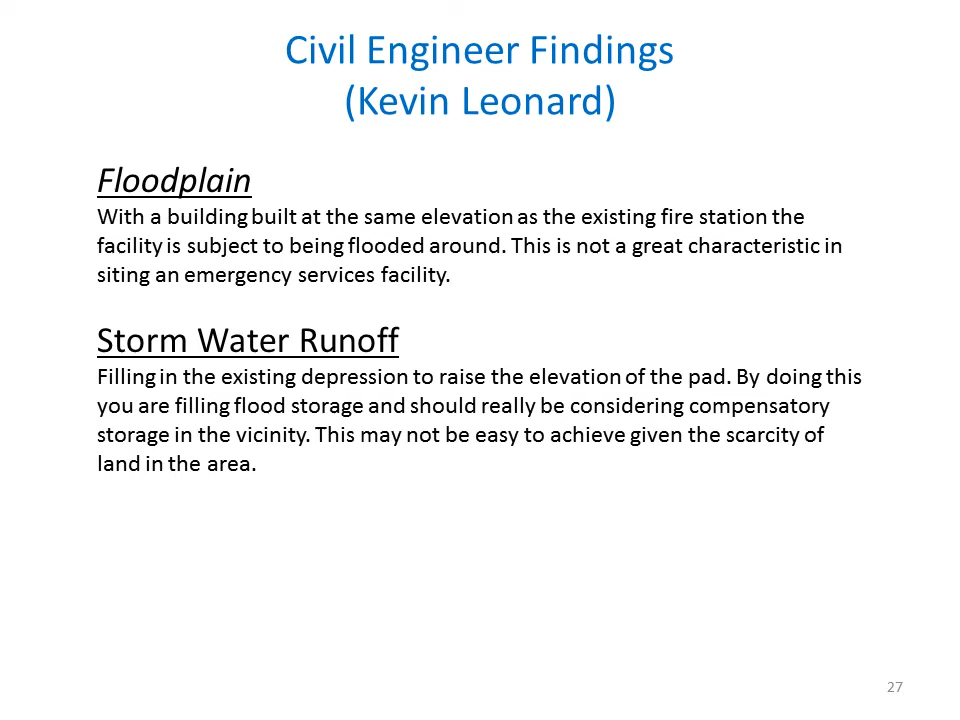 Civil Engineer Findings
(Kevin Leonard)
Floodplain
With a building built at the same elevation as the existing fire station the
facility is subject to being flooded around. This is not a great characteristic in
siting an emergency services facility.
Storm Water Runoff
Filling in the existing depression to raise the elevation of the pad. By doing this
you are filling flood storage and should really be considering compensatory
storage in the vicinity. This may not be easy to achieve given the scarcity of
land in the area.
27